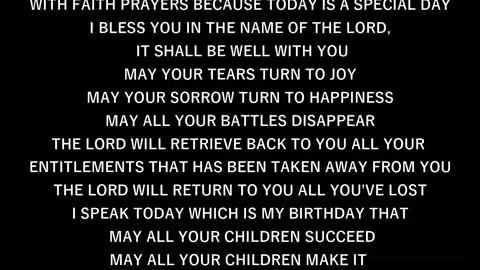 WITH FAITH PRAYERS BECAUSE TODAY IS A SPECIAL DAY
I BLESS YOU IN THE NAME OF THE LORD,
IT SHALL BE WELL WITH YOU
MAY YOUR TEARS TURN TO JOY
MAY YOUR SORROW TURN TO HAPPINESS
MAY ALL YOUR BATTLES DISAPPEAR
THE LORD WILL RETRIEVE BACK TO YOU ALL YOUR
ENTITLEMENTS THAT HAS BEEN TAKEN AWAY FROM YOU
THE LORD WILL RETURN TO YOU ALL YOU'VE LOST
I SPEAK TODAY WHICH IS MY BIRTHDAY THAT
MAY ALL YOUR CHILDREN SUCCEED
MAY ALL YOUR CHILDREN MAKE IT